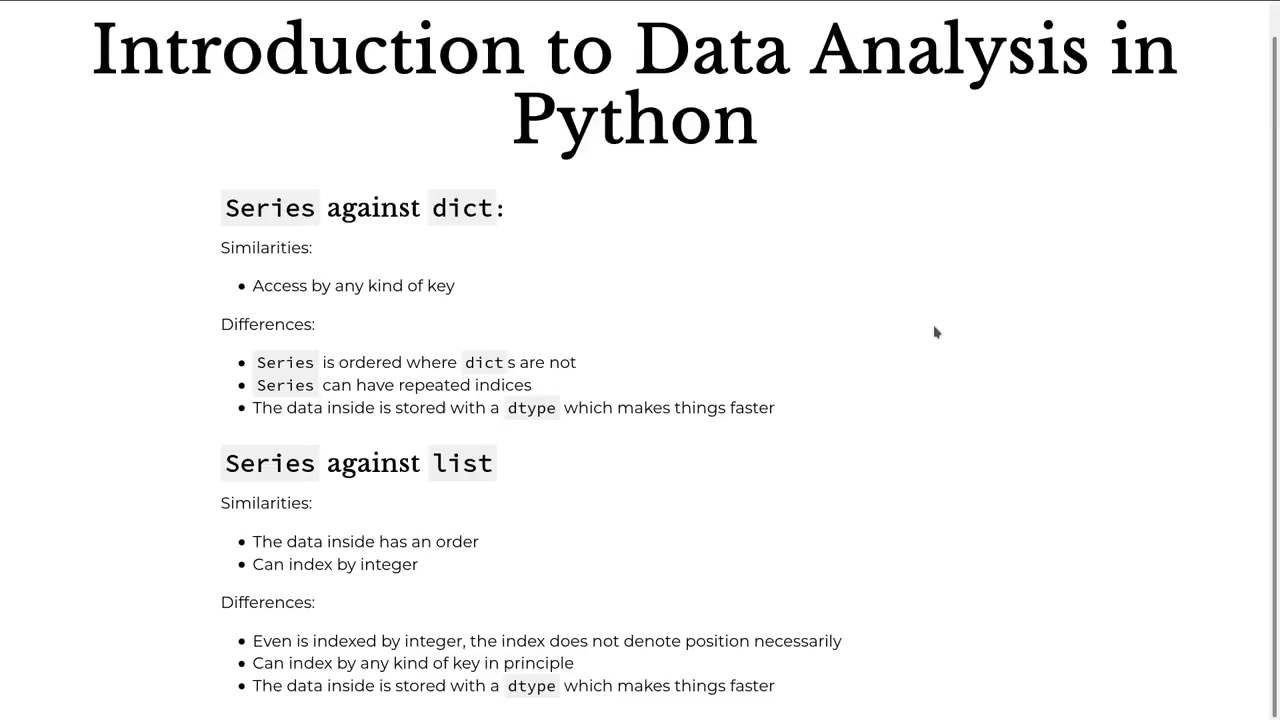 Introduction to Data Analysis in
Python
Series against dict:
Similarities:
Access by any kind of key
Differences:
Series is ordered where dicts are not
Series can have repeated indices
The data inside is stored with a dtype which makes things faster
Series against list
Similarities:
The data inside has an order
Can index by integer
Differences:
Even is indexed by integer, the index does not denote position necessarily
Can index by any kind of key in principle
The data inside is stored with a dtype which makes things faster